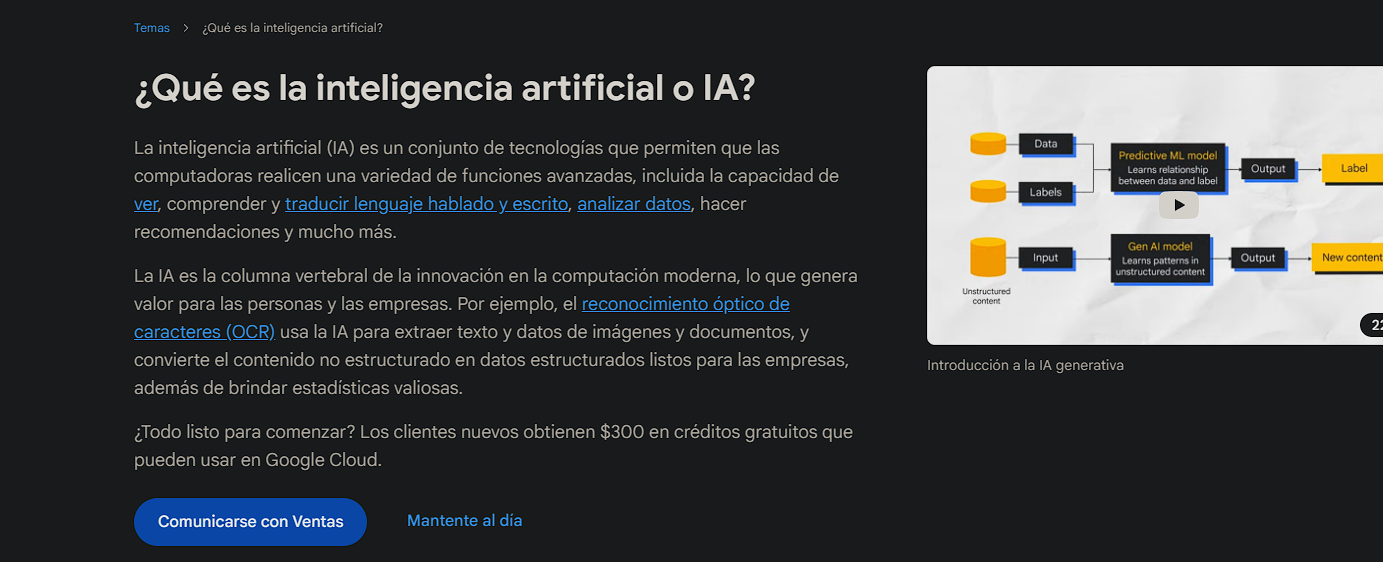 Temas > ¿Qué es la inteligencia artificial?
¿Qué es la inteligencia artificial o IA?
La inteligencia artificial (IA) es un conjunto de tecnologías que permiten que las
computadoras realicen una variedad de funciones avanzadas, incluida la capacidad de
ver, comprender y traducir lenguaje hablado y escrito, analizar datos, hacer
recomendaciones y mucho más.
La IA es la columna vertebral de la innovación en la computación moderna, lo que genera
valor para las personas y las empresas. Por ejemplo, el reconocimiento óptico de
caracteres (OCR) usa la IA para extraer texto y datos de imágenes y documentos, y
convierte el contenido no estructurado en datos estructurados listos para las empresas,
además de brindar estadísticas valiosas.
¿Todo listo para comenzar? Los clientes nuevos obtienen $300 en créditos gratuitos que
pueden usar en Google Cloud.
Comunicarse con Ventas
Mantente al día
Data
Labels
Predictive ML model
Learns relationship
between data and label
Output
Label
Input
Unstructured
content
Gen AI model
Learns patterns in
unstructured content
Output
New content
Introducción a la IA generativa